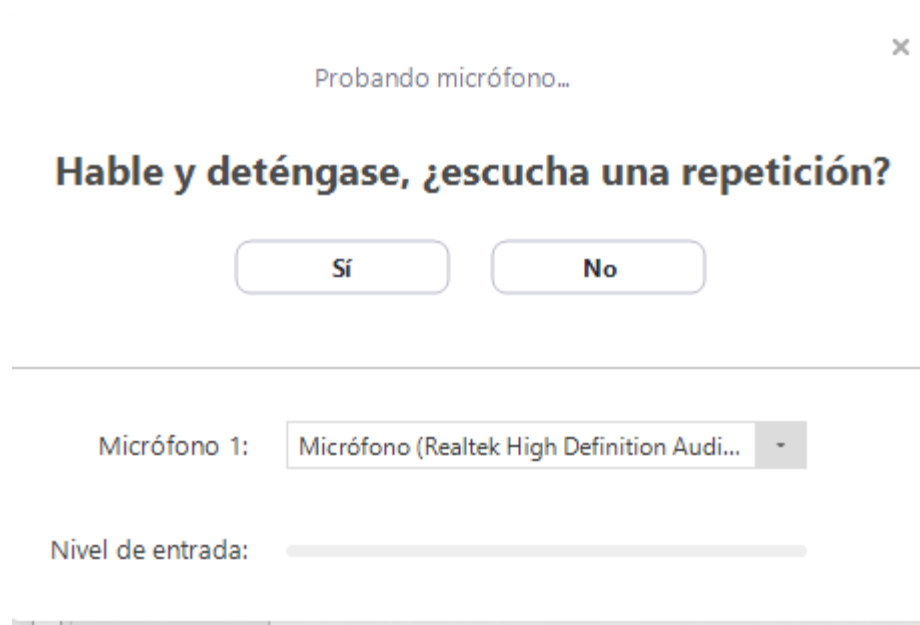 Probando micrófono...
Hable y deténgase, ¿escucha una repetición?
Sí
No
Micrófono 1:
Micrófono (Realtek High Definition Audi...
Nivel de entrada: